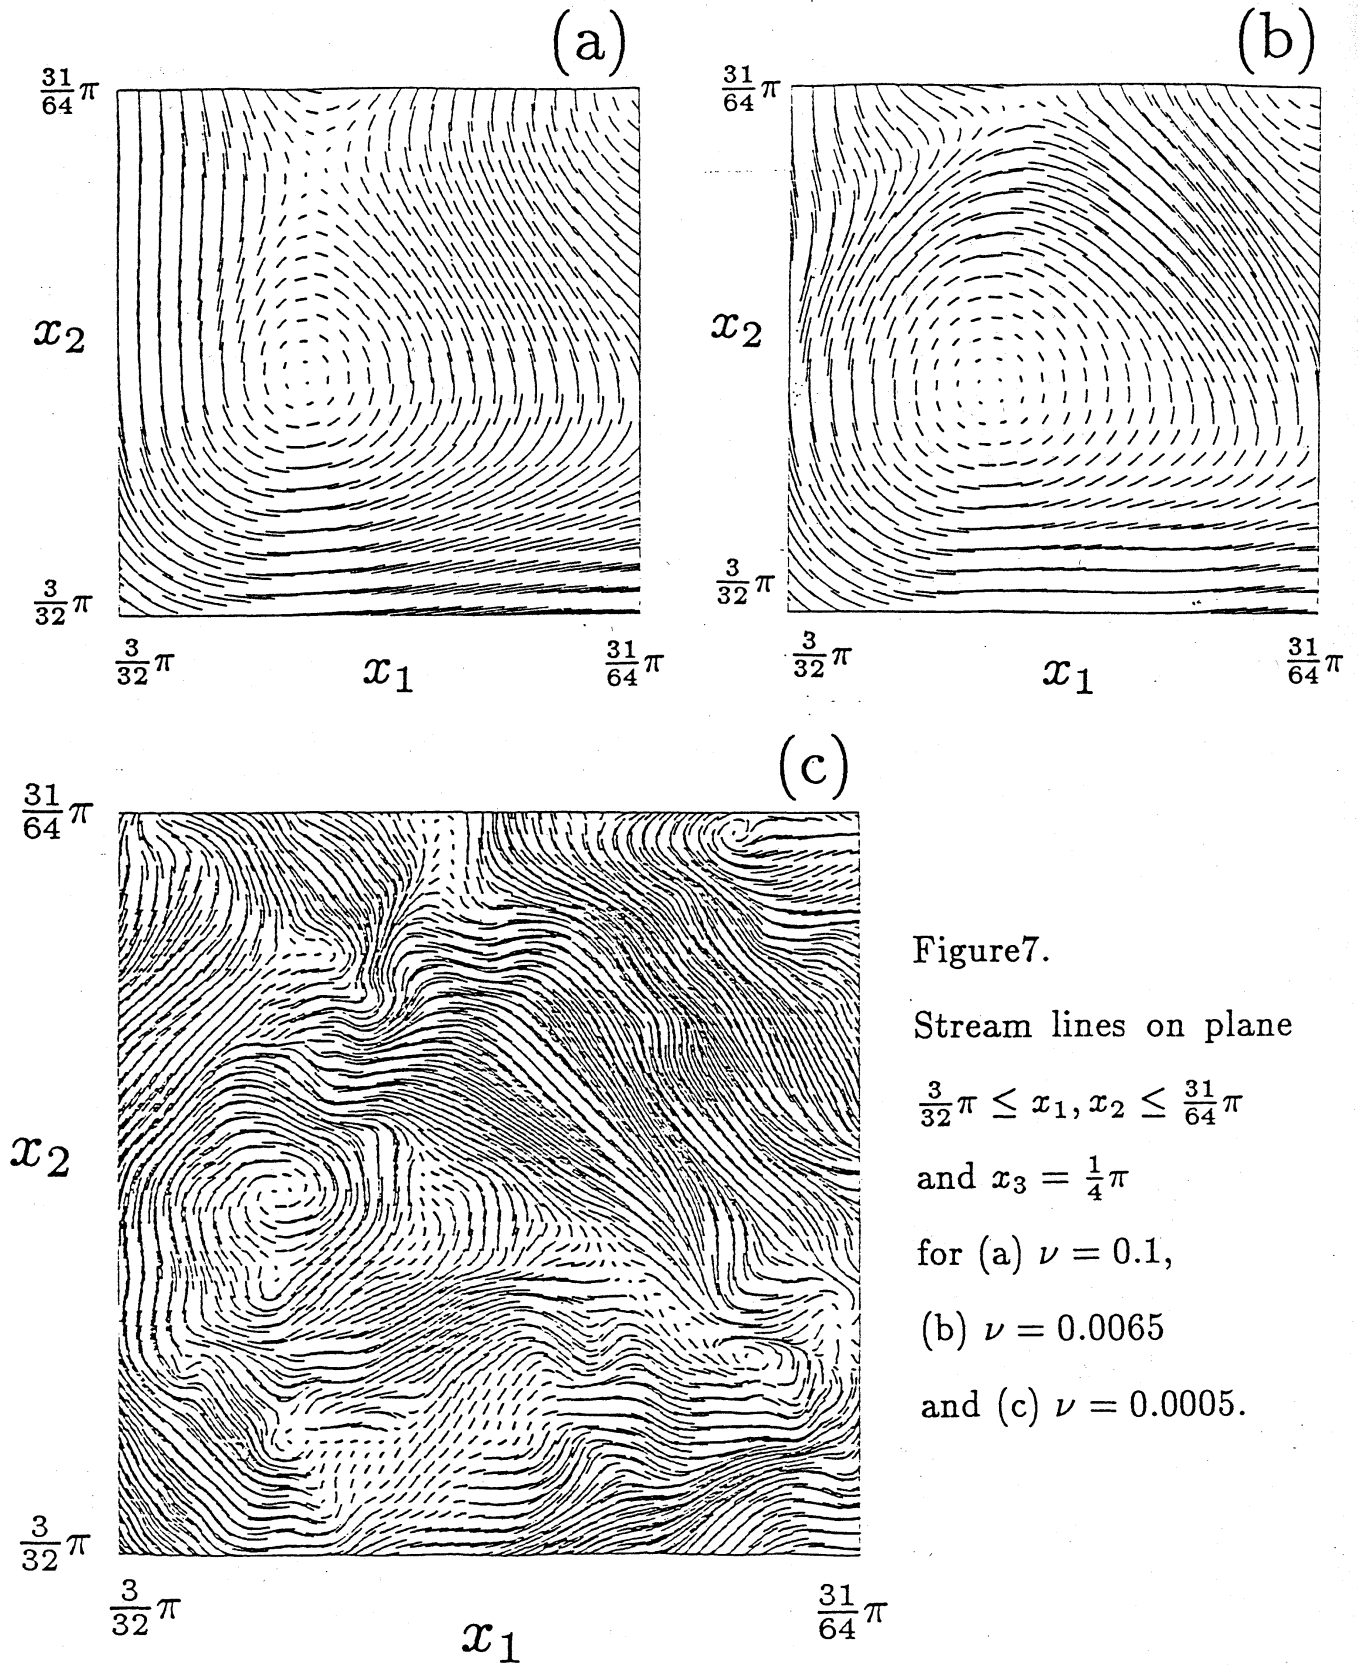 (a)
31/64 π
x₂
3/32 π
3/32 π
x₁
31/64 π
(b)
31/64 π
x₂
3/32 π
3/32 π
x₁
31/64 π
(c)
31/64 π
x₂
3/32 π
3/32 π
x₁
31/64 π
Figure7.
Stream lines on plane
3/32 π ≤ x₁, x₂ ≤ 31/64 π
and x₃ = 1/4 π
for (a) ν = 0.1,
(b) ν = 0.0065
and (c) ν = 0.0005.